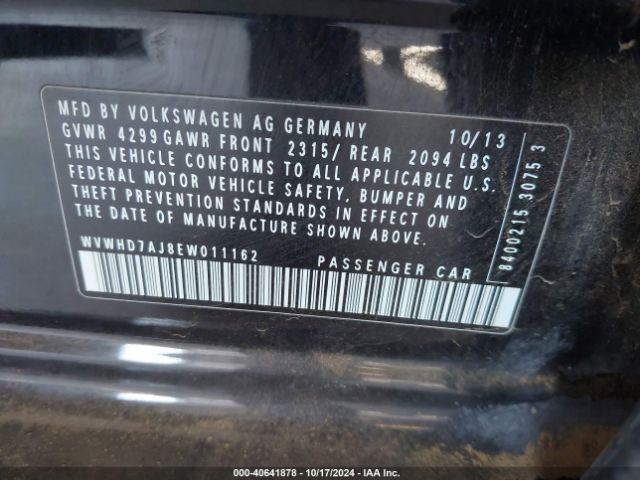 MFD BY VOLKSWAGEN AG GERMANY 10/13
GVWR 4299 GAWR FRONT 2315/ REAR 2094 LBS
THIS VEHICLE CONFORMS TO ALL APPLICABLE U.S.
FEDERAL MOTOR VEHICLE SAFETY, BUMPER AND
THEFT PREVENTION STANDARDS IN EFFECT ON
THE DATE OF MANUFACTURE SHOWN ABOVE.
WVWHD7AJ8EW011162 PASSENGER CAR
8400215 3075 3
000-40641878 - 10/17/2024 - IAA Inc.